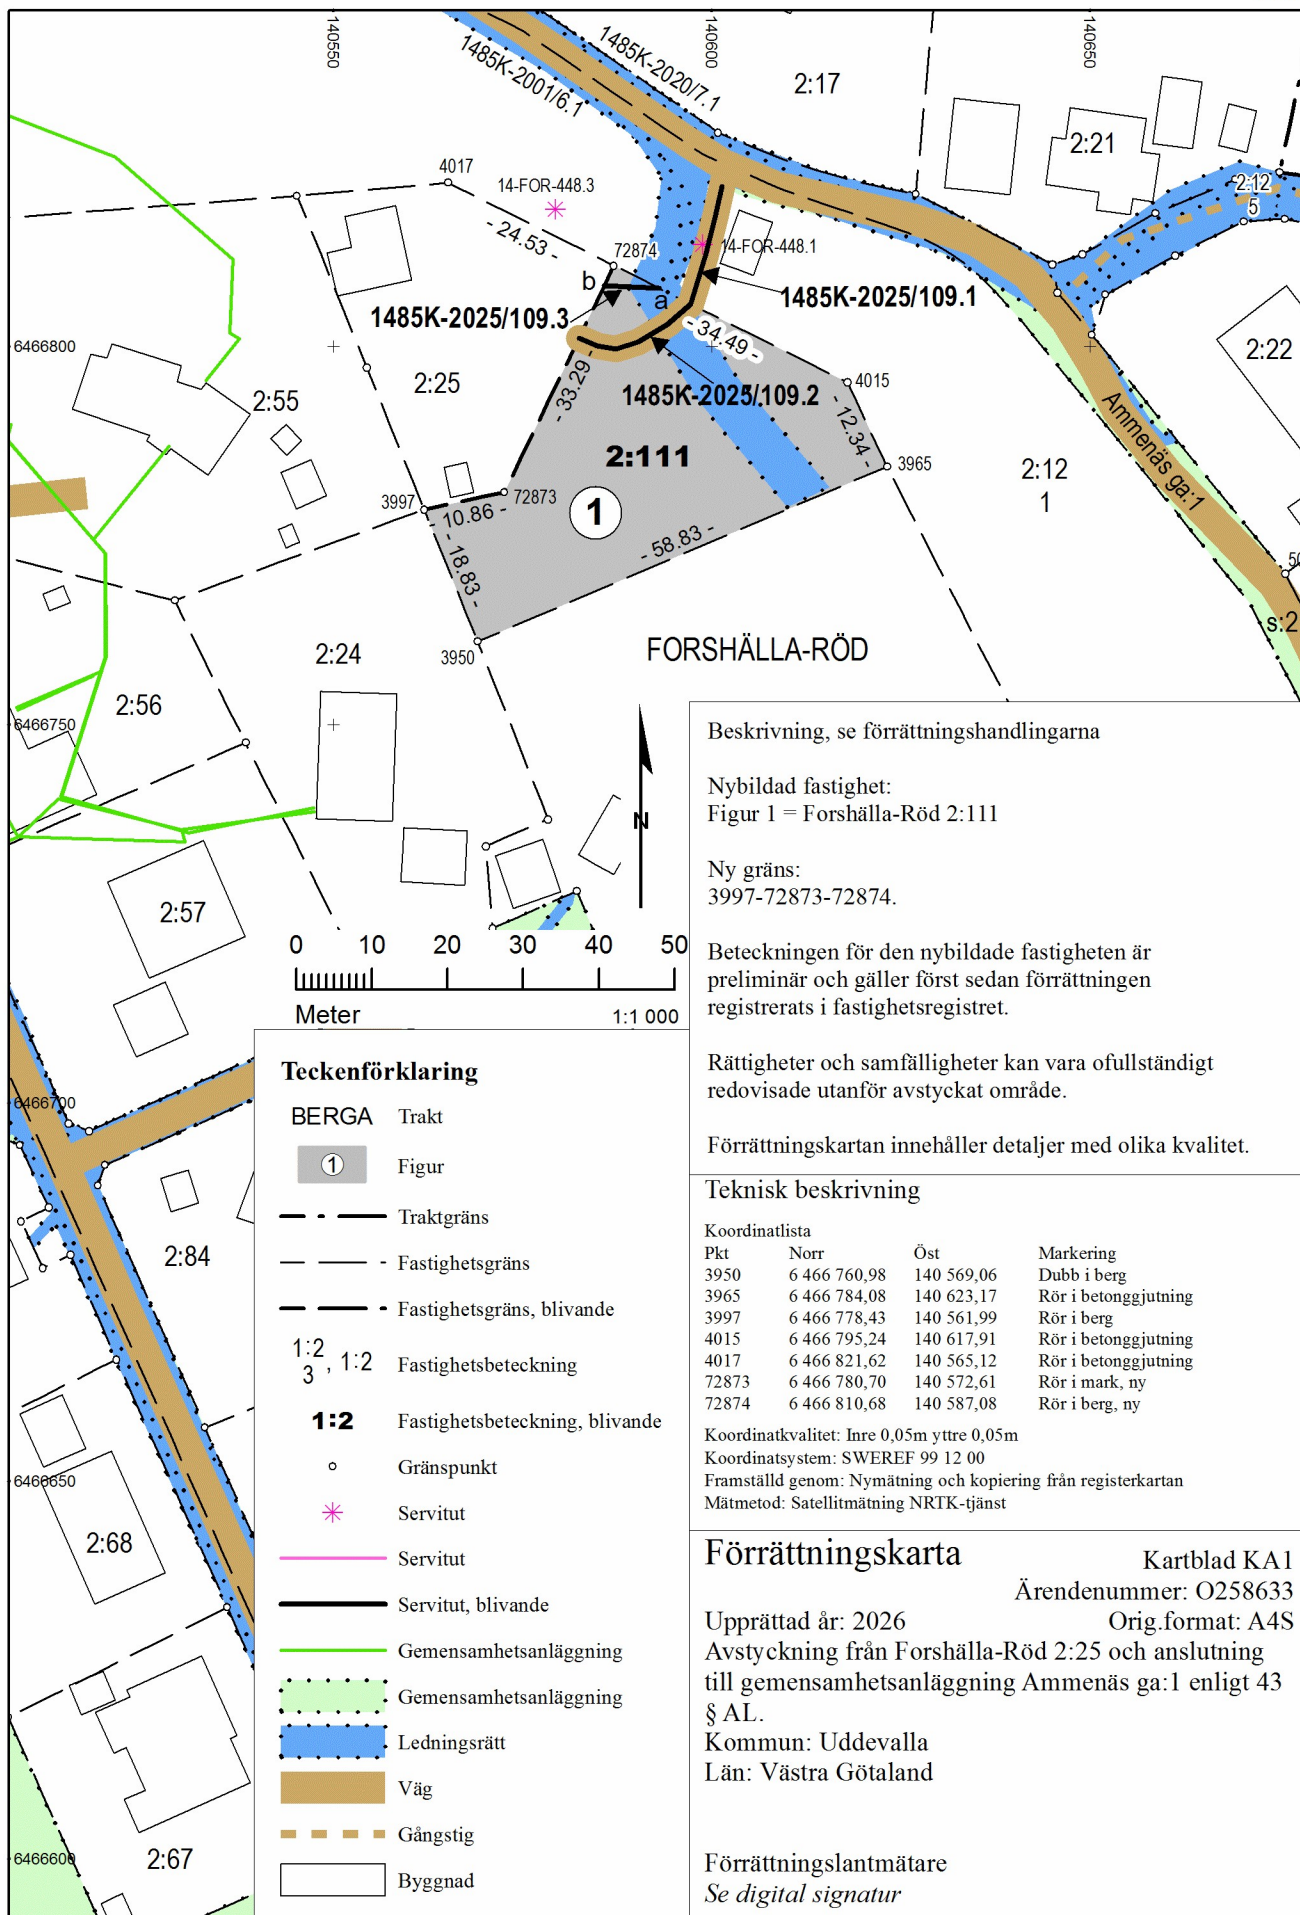 140550
140600
140650
1485K-2020/7.1
1485K-2001/6.1
2:17
2:21
2:12
5
4017
14-FOR-448.3
- 24.53 -
72874
14-FOR-448.1
b
a
1485K-2025/109.1
1485K-2025/109.3
- 34.49 -
6466800
2:22
2:25
- 33.29 -
1485K-2025/109.2
4015
2:55
- 12.34 -
Ammenäs ga:1
2:111
3965
2:12
1
3997
72873
- 10.86 -
1
- 58.83 -
- 18.83 -
50
s:2
2:24
3950
FORSHÄLLA-RÖD
2:56
6466750
N
2:57
0 10 20 30 40 50
Meter
1:1 000
6466700
2:84
6466650
2:68
6466600
2:67
Beskrivning, se förrättningshandlingarna
Nybildad fastighet:
Figur 1 = Forshälla-Röd 2:111
Ny gräns:
3997-72873-72874.
Beteckningen för den nybildade fastigheten är
preliminär och gäller först sedan förrättningen
registrerats i fastighetsregistret.
Rättigheter och samfälligheter kan vara ofullständigt
redovisade utanför avstyckat område.
Förrättningskartan innehåller detaljer med olika kvalitet.
Teckenförklaring
BERGA Trakt
1 Figur
Traktgräns
Fastighetsgräns
Fastighetsgräns, blivande
1:2
3 , 1:2 Fastighetsbeteckning
1:2 Fastighetsbeteckning, blivande
Gränspunkt
Servitut
Servitut
Servitut, blivande
Gemensamhetsanläggning
Gemensamhetsanläggning
Ledningsrätt
Väg
Gångstig
Byggnad
Teknisk beskrivning
Koordinatlista
Pkt Norr Öst Markering
3950 6 466 760,98 140 569,06 Dubb i berg
3965 6 466 784,08 140 623,17 Rör i betonggjutning
3997 6 466 778,43 140 561,99 Rör i berg
4015 6 466 795,24 140 617,91 Rör i betonggjutning
4017 6 466 821,62 140 565,12 Rör i betonggjutning
72873 6 466 780,70 140 572,61 Rör i mark, ny
72874 6 466 810,68 140 587,08 Rör i berg, ny
Koordinatkvalitet: Inre 0,05m yttre 0,05m
Koordinatsystem: SWEREF 99 12 00
Framställd genom: Nymätning och kopiering från registerkartan
Mätmetod: Satellitmätning NRTK-tjänst
Förrättningskarta
Kartblad KA1
Ärendenummer: O258633
Upprättad år: 2026 Orig.format: A4S
Avstyckning från Forshälla-Röd 2:25 och anslutning
till gemensamhetsanläggning Ammenäs ga:1 enligt 43
§ AL.
Kommun: Uddevalla
Län: Västra Götaland
Förrättningslantmätare
Se digital signatur